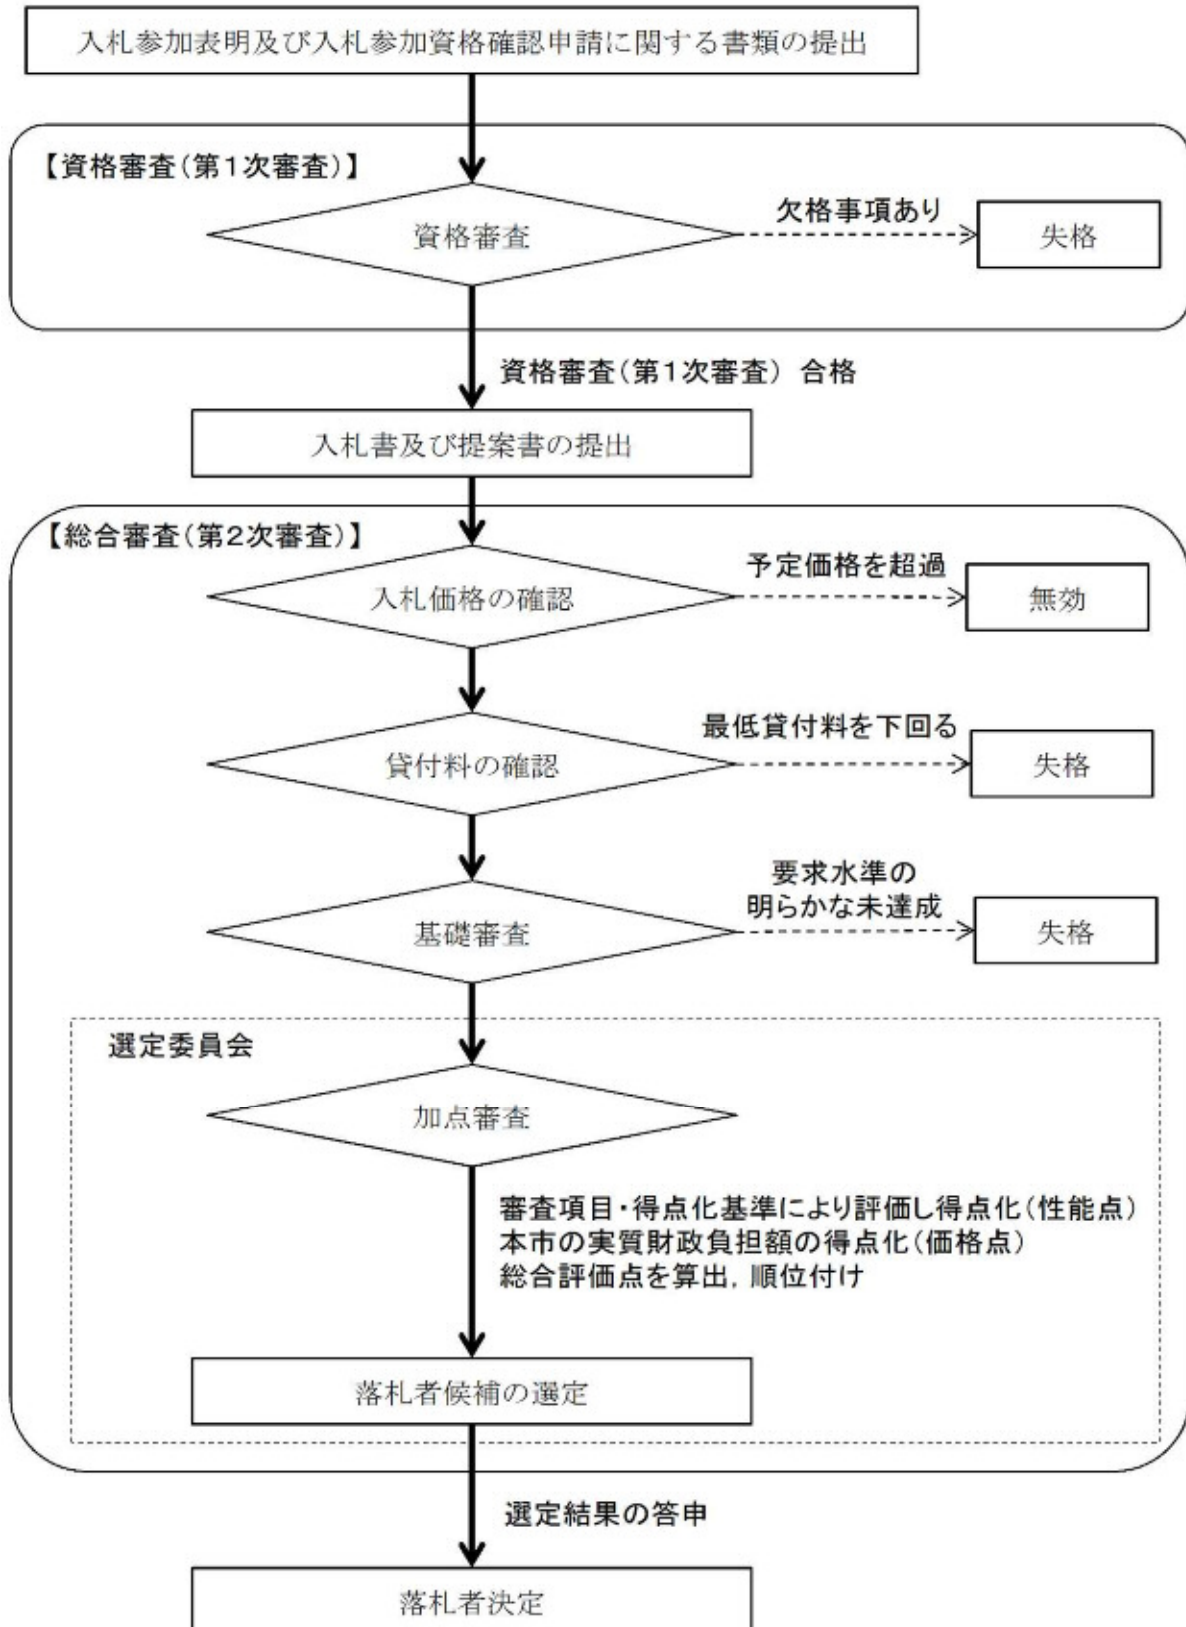 入札参加表明及び入札参加資格確認申請に関する書類の提出
【資格審査(第1次審査)】
資格審査
欠格事項あり
失格
資格審査(第1次審査) 合格
入札書及び提案書の提出
【総合審査(第2次審査)】
入札価格の確認
予定価格を超過
無効
貸付料の確認
最低貸付料を下回る
失格
基礎審査
要求水準の
明らかな未達成
失格
選定委員会
加点審査
審査項目・得点化基準により評価し得点化(性能点)
本市の実質財政負担額の得点化(価格点)
総合評価点を算出, 順位付け
落札者候補の選定
選定結果の答申
落札者決定